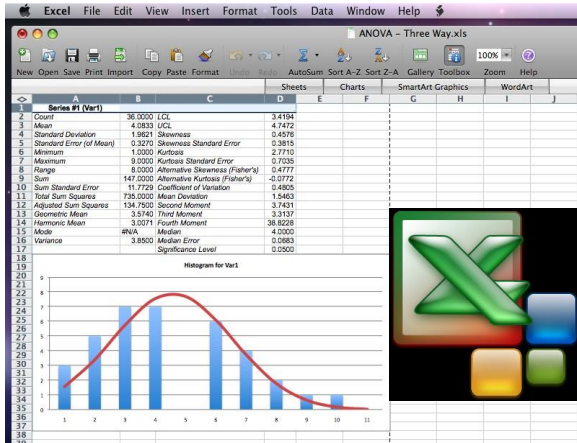 Excel File Edit View Insert Format Tools Data Window Help
ANOVA - Three Way.xls
100%
New Open Save Print Import Copy Paste Format Undo Redo AutoSum Sort A-Z Sort Z-A Gallery Toolbox Zoom Help
Sheets Charts SmartArt Graphics WordArt
A B C D E F G H I J
1 Series #1 (Var1)
2 Count 36.0000 LCL 3.4194
3 Mean 4.0833 UCL 4.7472
4 Standard Deviation 1.9621 Skewness 0.4576
5 Standard Error (of Mean) 0.3270 Skewness Standard Error 0.3815
6 Minimum 1.0000 Kurtosis 2.7710
7 Maximum 9.0000 Kurtosis Standard Error 0.7035
8 Range 8.0000 Alternative Skewness (Fisher's) 0.4777
9 Sum 147.0000 Alternative Kurtosis (Fisher's) -0.0772
10 Sum Standard Error 11.7729 Coefficient of Variation 0.4805
11 Total Sum Squares 735.0000 Mean Deviation 1.5463
12 Adjusted Sum Squares 134.7500 Second Moment 3.7431
13 Geometric Mean 3.5740 Third Moment 3.3137
14 Harmonic Mean 3.0071 Fourth Moment 38.8228
15 Mode #N/A Median 4.0000
16 Variance 3.8500 Median Error 0.0683
17 Significance Level 0.0500
18
19 Histogram for Var1
20
21 9
22 8
23
24 7
25
26 6
27 5
28
29 4
30 3
31
32 2
33
34 1
35 0
36 1 2 3 4 5 6 7 8 9 10 11
37
38